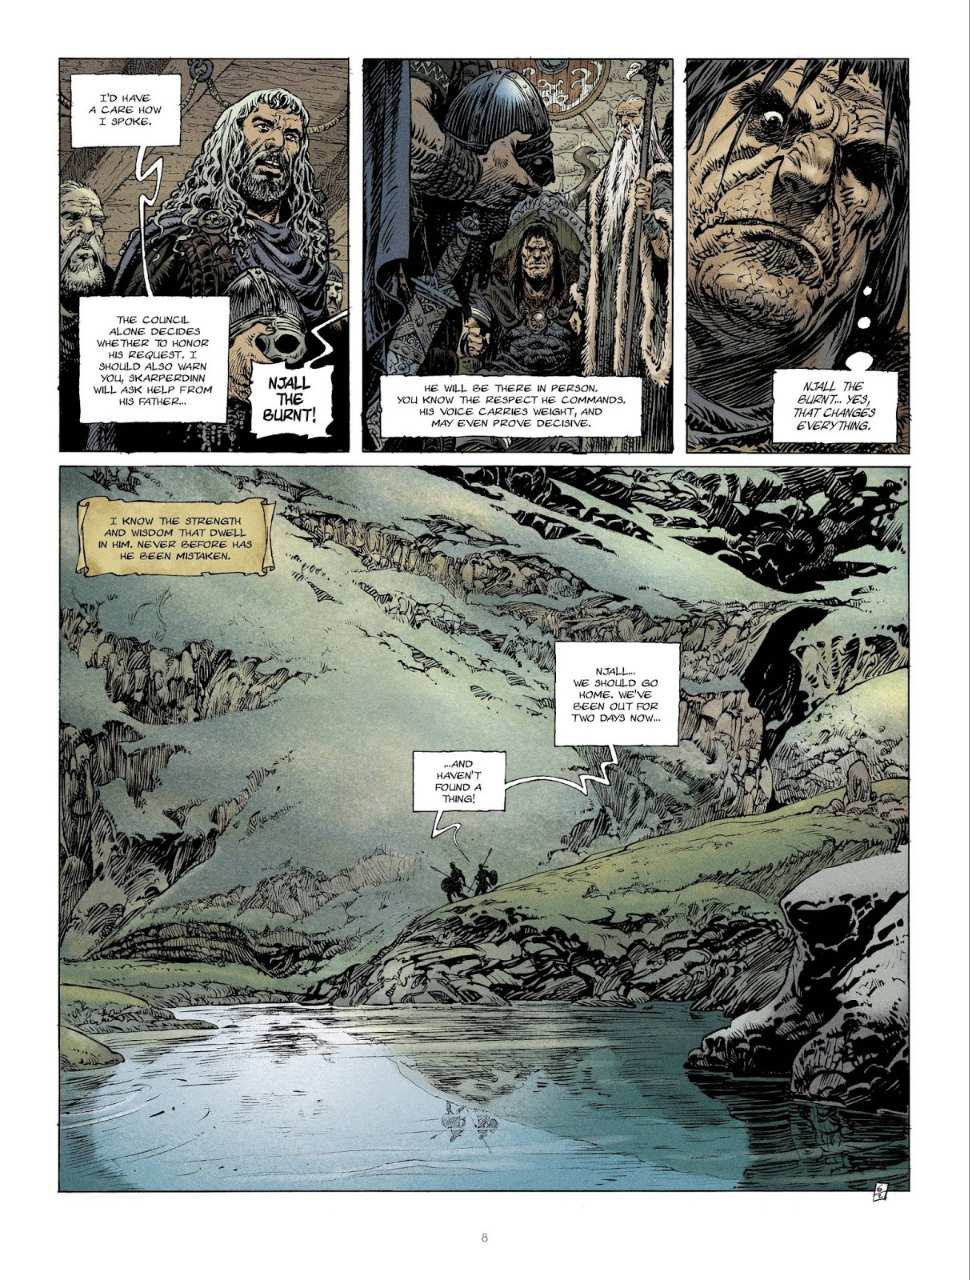 I'D HAVE
A CARE HOW
I SPOKE.
THE COUNCIL
ALONE DECIDES
WHETHER TO HONOR
HIS REQUEST. I
SHOULD ALSO WARN
YOU, SKARPERDINN
WILL ASK HELP FROM
HIS FATHER...
NJALL
THE
BURNT!
HE WILL BE THERE IN PERSON.
YOU KNOW THE RESPECT HE COMMANDS.
HIS VOICE CARRIES WEIGHT, AND
MAY EVEN PROVE DECISIVE.
NJALL THE
BURNT... YES,
THAT CHANGES
EVERYTHING.
I KNOW THE STRENGTH
AND WISDOM THAT DWELL
IN HIM. NEVER BEFORE HAS
HE BEEN MISTAKEN.
NJALL...
WE SHOULD GO
HOME. WE'VE
BEEN OUT FOR
TWO DAYS NOW...
...AND
HAVEN'T
FOUND A
THING!
8